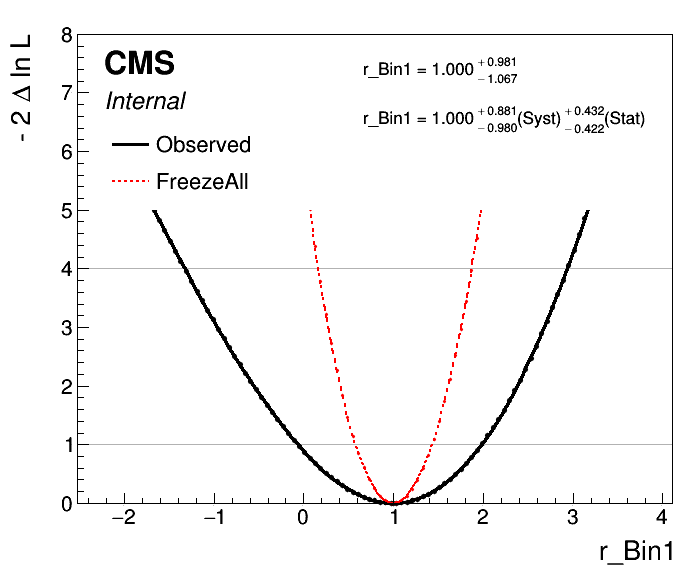 - 2 Δ ln L
8
7
6
5
4
3
2
1
0
CMS
Internal
Observed
FreezeAll
r_Bin1 = 1.000 +0.981 −1.067
r_Bin1 = 1.000 +0.881 −0.980 (Syst) +0.432 −0.422 (Stat)
−2 −1 0 1 2 3 4
r_Bin1